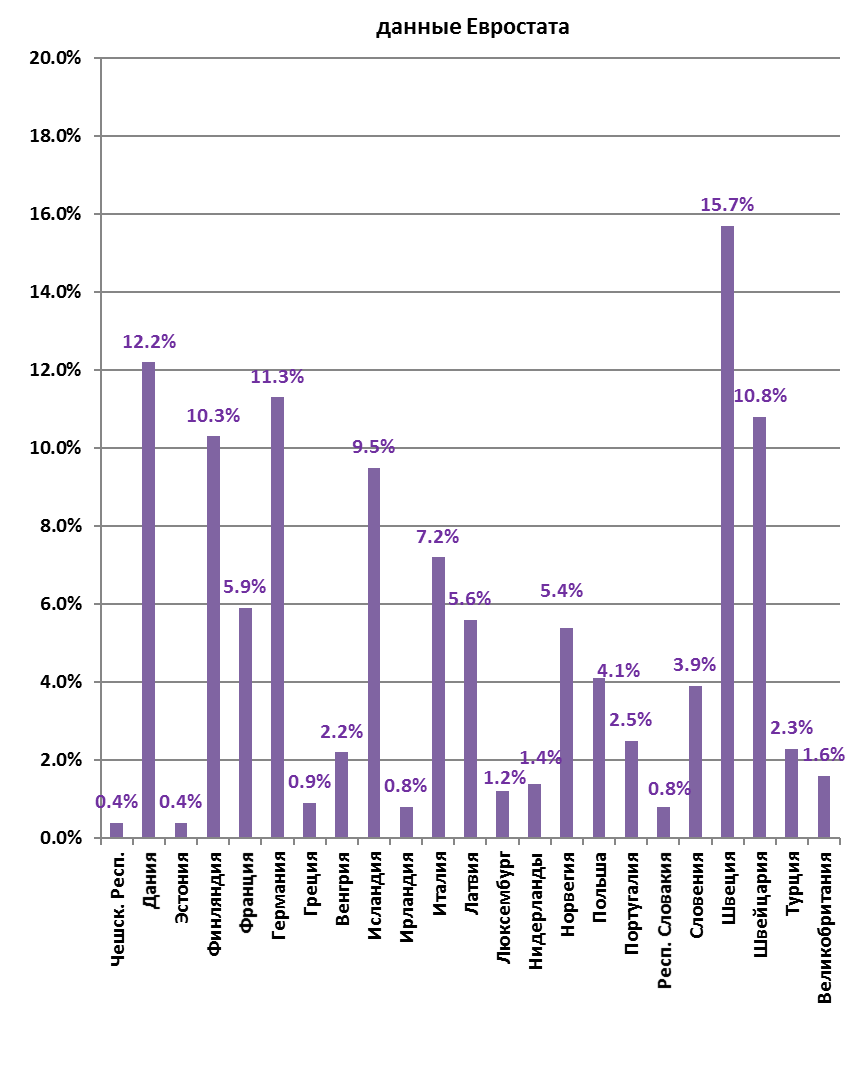 данные Евростата
20.0%
18.0%
16.0%
14.0%
12.0%
10.0%
8.0%
6.0%
4.0%
2.0%
0.0%
0.4%
12.2%
0.4%
10.3%
5.9%
11.3%
0.9%
2.2%
9.5%
0.8%
7.2%
5.6%
1.2%
1.4%
5.4%
4.1%
2.5%
0.8%
3.9%
15.7%
10.8%
2.3%
1.6%
Чешск. Респ.
Дания
Эстония
Финляндия
Франция
Германия
Греция
Венгрия
Исландия
Ирландия
Италия
Латвия
Люксембург
Нидерланды
Норвегия
Польша
Португалия
Респ. Словакия
Словения
Швеция
Швейцария
Турция
Великобритания